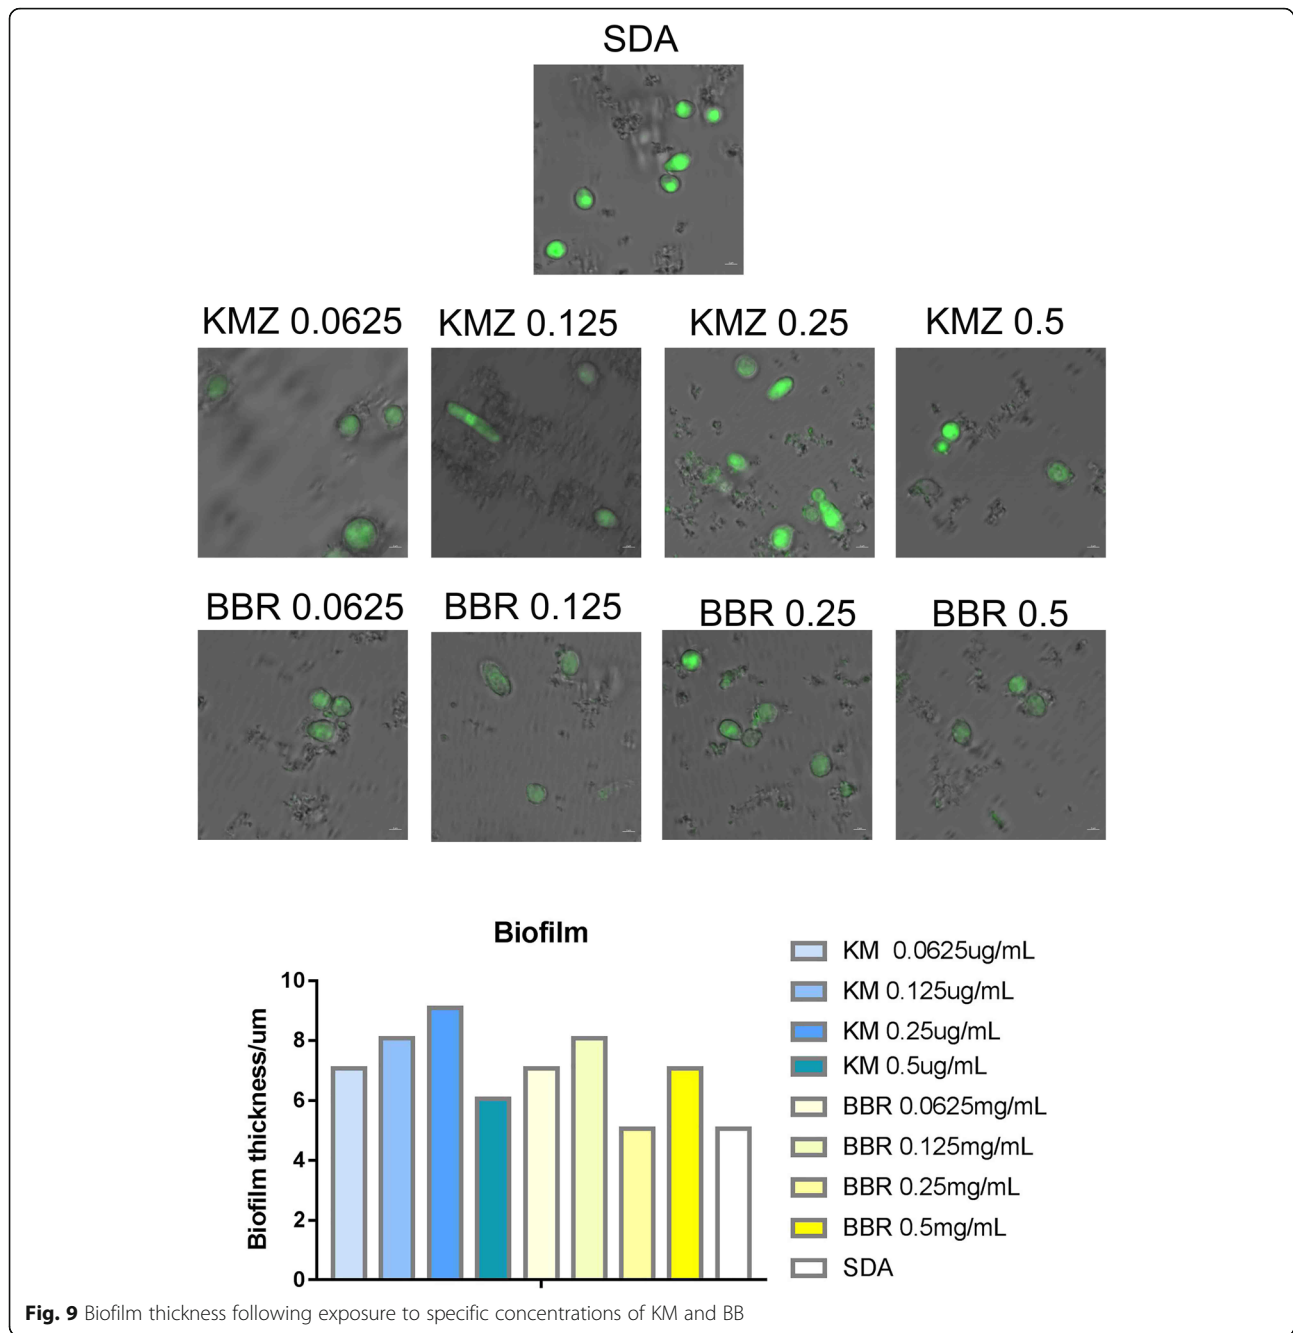 SDA
KMZ 0.0625 KMZ 0.125 KMZ 0.25 KMZ 0.5
BBR 0.0625 BBR 0.125 BBR 0.25 BBR 0.5
Biofilm
Biofilm thickness/um
10
8
6
4
2
0
KM 0.0625ug/mL
KM 0.125ug/mL
KM 0.25ug/mL
KM 0.5ug/mL
BBR 0.0625mg/mL
BBR 0.125mg/mL
BBR 0.25mg/mL
BBR 0.5mg/mL
SDA
Fig. 9 Biofilm thickness following exposure to specific concentrations of KM and BB